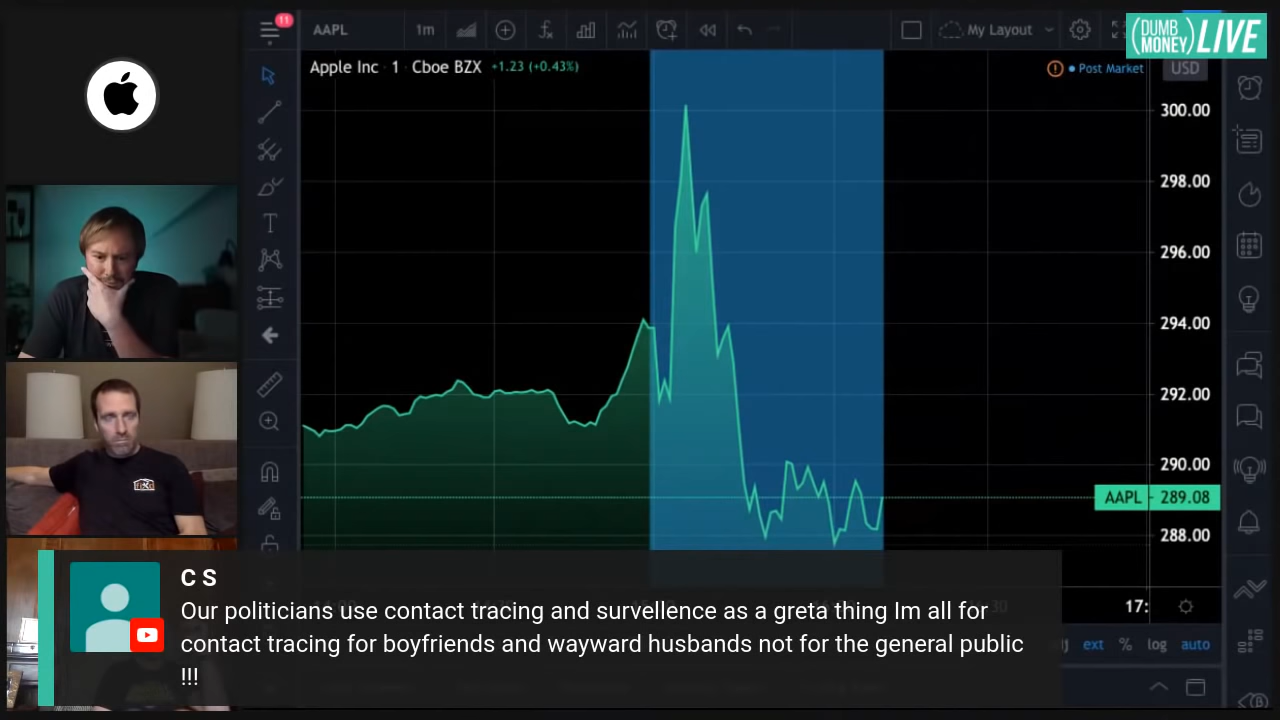 11
AAPL
1m
My Layout
(DUMB MONEY) LIVE
Apple Inc · 1 · Cboe BZX +1.23 (+0.43%)
Post Market
USD
300.00
298.00
296.00
294.00
292.00
290.00
AAPL 289.08
288.00
17:
ext % log auto
C S
Our politicians use contact tracing and survellence as a greta thing Im all for
contact tracing for boyfriends and wayward husbands not for the general public
!!!